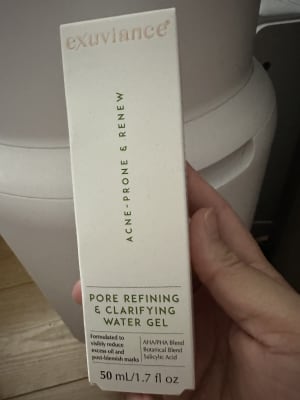 exuviance®
ACNE-PRONE & RENEW
PORE REFINING
& CLARIFYING
WATER GEL
Formulated to
visibly reduce
excess oil and
post-blemish marks
AHA/PHA Blend
Botanical Blend
Salicylic Acid
50 mL/1.7 fl oz